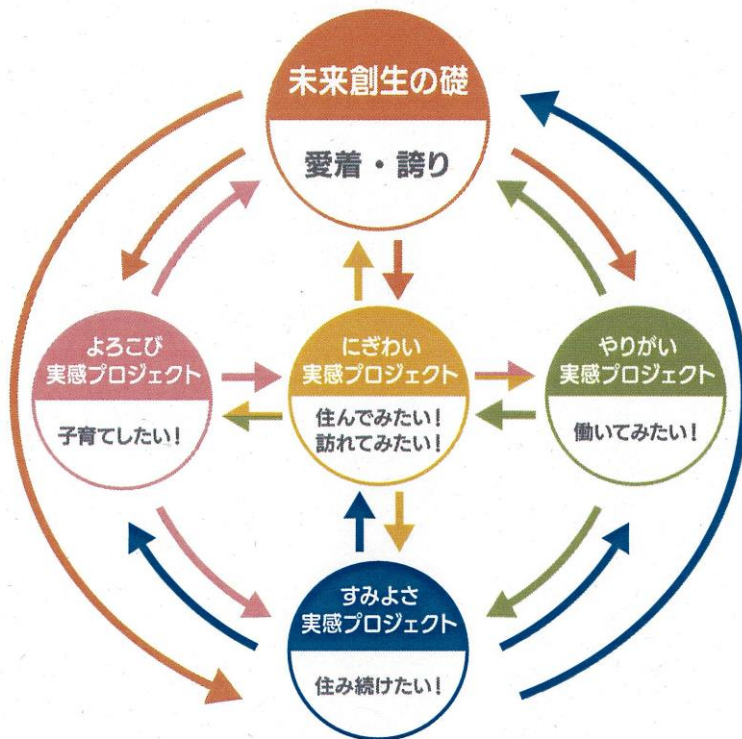 未来創生の礎
愛着・誇り
よろこび
実感プロジェクト
子育てしたい！
にぎわい
実感プロジェクト
住んでみたい！
訪れてみたい！
やりがい
実感プロジェクト
働いてみたい！
すみよさ
実感プロジェクト
住み続けたい！